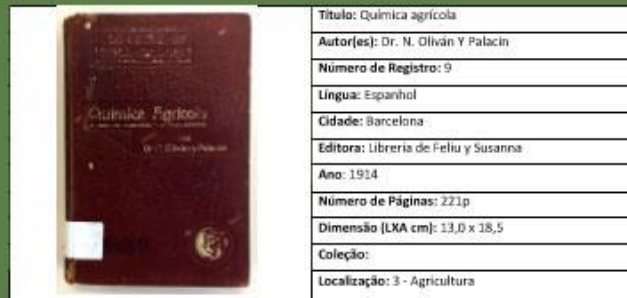 Química Agrícola
Título: Química agrícola
Autor(es): Dr. N. Oliván Y Palacin
Número de Registro: 9
Língua: Espanhol
Cidade: Barcelona
Editora: Libreria de Feliu y Susanna
Ano: 1914
Número de Páginas: 221p
Dimensão (LXA cm): 13,0 x 18,5
Coleção:
Localização: 3 - Agricultura